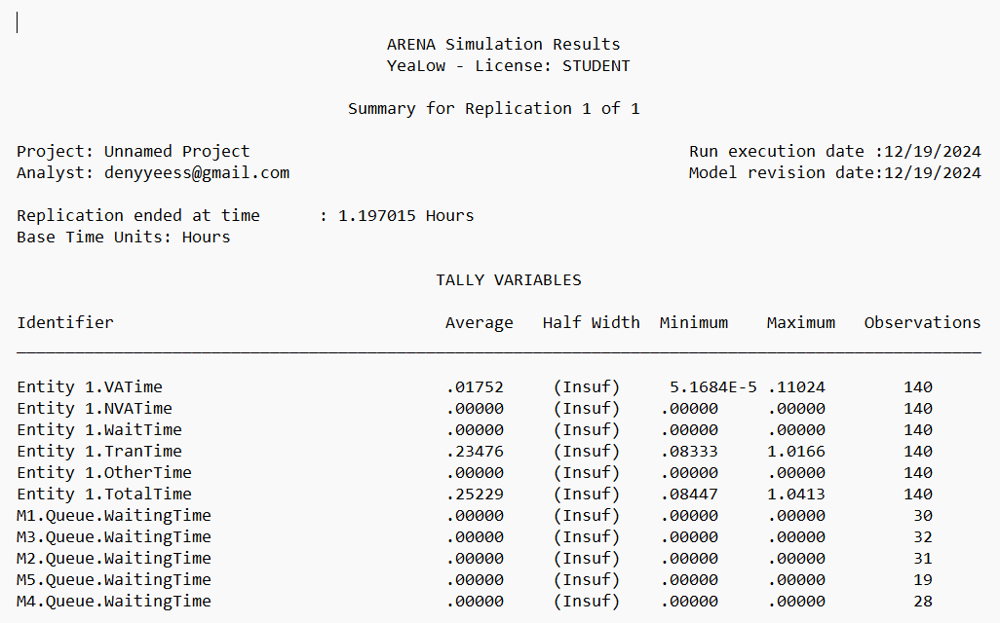 ARENA Simulation Results
YeaLow - License: STUDENT
Summary for Replication 1 of 1
Project: Unnamed Project Run execution date :12/19/2024
Analyst: denyyeess@gmail.com Model revision date:12/19/2024
Replication ended at time : 1.197015 Hours
Base Time Units: Hours
TALLY VARIABLES
Identifier Average Half Width Minimum Maximum Observations
Entity 1.VATime .01752 (Insuf) 5.1684E-5 .11024 140
Entity 1.NVATime .00000 (Insuf) .00000 .00000 140
Entity 1.WaitTime .00000 (Insuf) .00000 .00000 140
Entity 1.TranTime .23476 (Insuf) .08333 1.0166 140
Entity 1.OtherTime .00000 (Insuf) .00000 .00000 140
Entity 1.TotalTime .25229 (Insuf) .08447 1.0413 140
M1.Queue.WaitingTime .00000 (Insuf) .00000 .00000 30
M3.Queue.WaitingTime .00000 (Insuf) .00000 .00000 32
M2.Queue.WaitingTime .00000 (Insuf) .00000 .00000 31
M5.Queue.WaitingTime .00000 (Insuf) .00000 .00000 19
M4.Queue.WaitingTime .00000 (Insuf) .00000 .00000 28